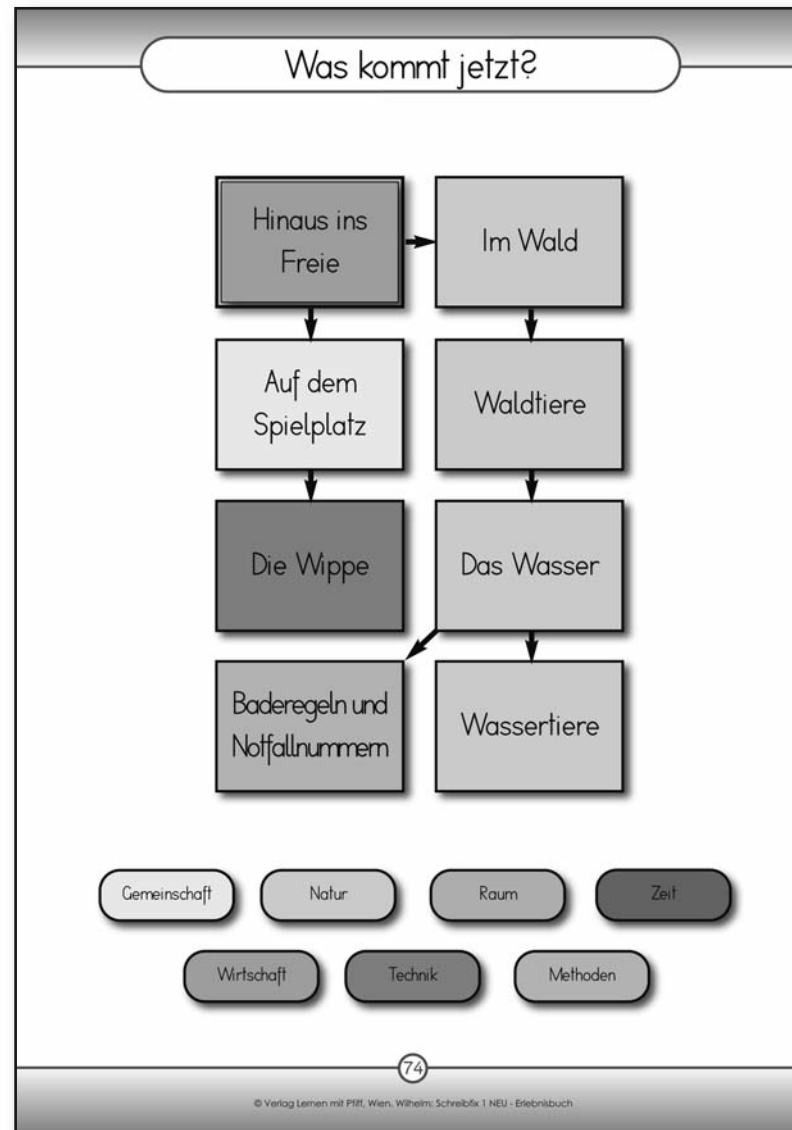 Was kommt jetzt?
Hinaus ins
Freie
Im Wald
Auf dem
Spielplatz
Waldtiere
Die Wippe
Das Wasser
Baderegeln und
Notfallnummern
Wassertiere
Gemeinschaft
Natur
Raum
Zeit
Wirtschaft
Technik
Methoden
74
© Verlag Lernen mit Pfiff, Wien. Wilhelm: Schreibfix 1 NEU - Erlebnisbuch